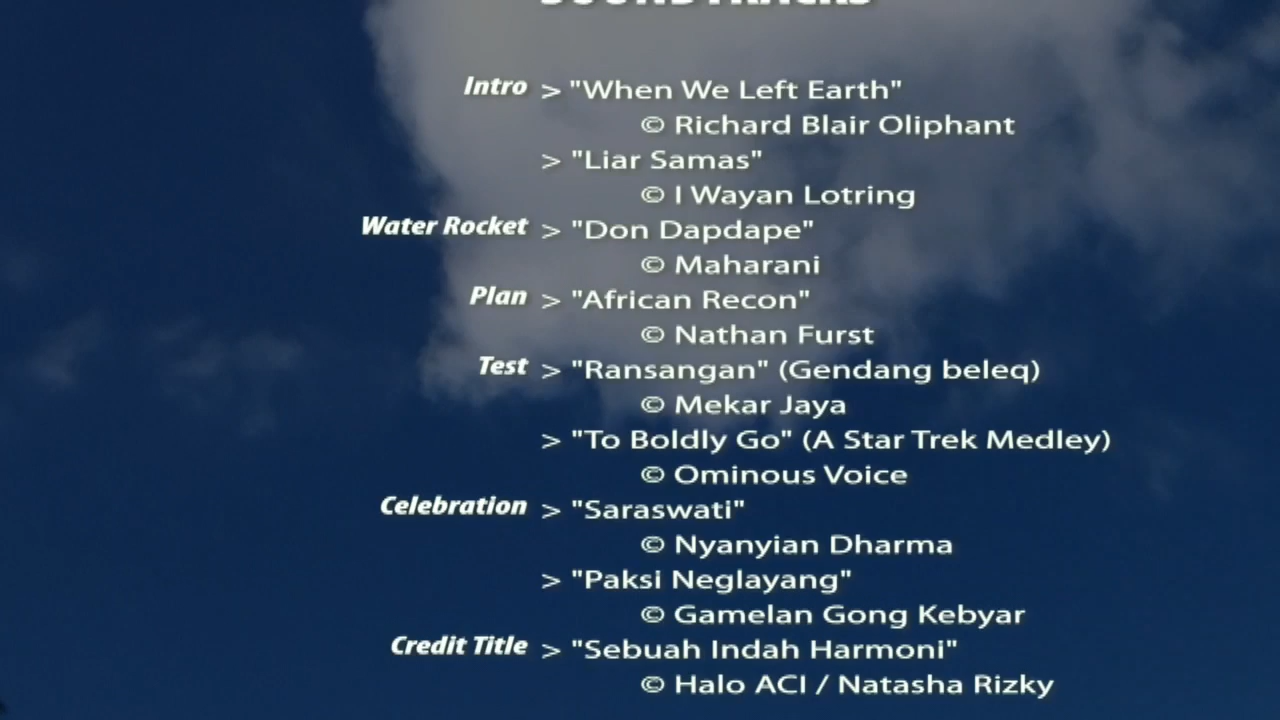 SOUNDTRACKS
Intro > "When We Left Earth"
© Richard Blair Oliphant
> "Liar Samas"
© I Wayan Lotring
Water Rocket > "Don Dapdape"
© Maharani
Plan > "African Recon"
© Nathan Furst
Test > "Ransangan" (Gendang beleq)
© Mekar Jaya
> "To Boldly Go" (A Star Trek Medley)
© Ominous Voice
Celebration > "Saraswati"
© Nyanyian Dharma
> "Paksi Neglayang"
© Gamelan Gong Kebyar
Credit Title > "Sebuah Indah Harmoni"
© Halo ACI / Natasha Rizky